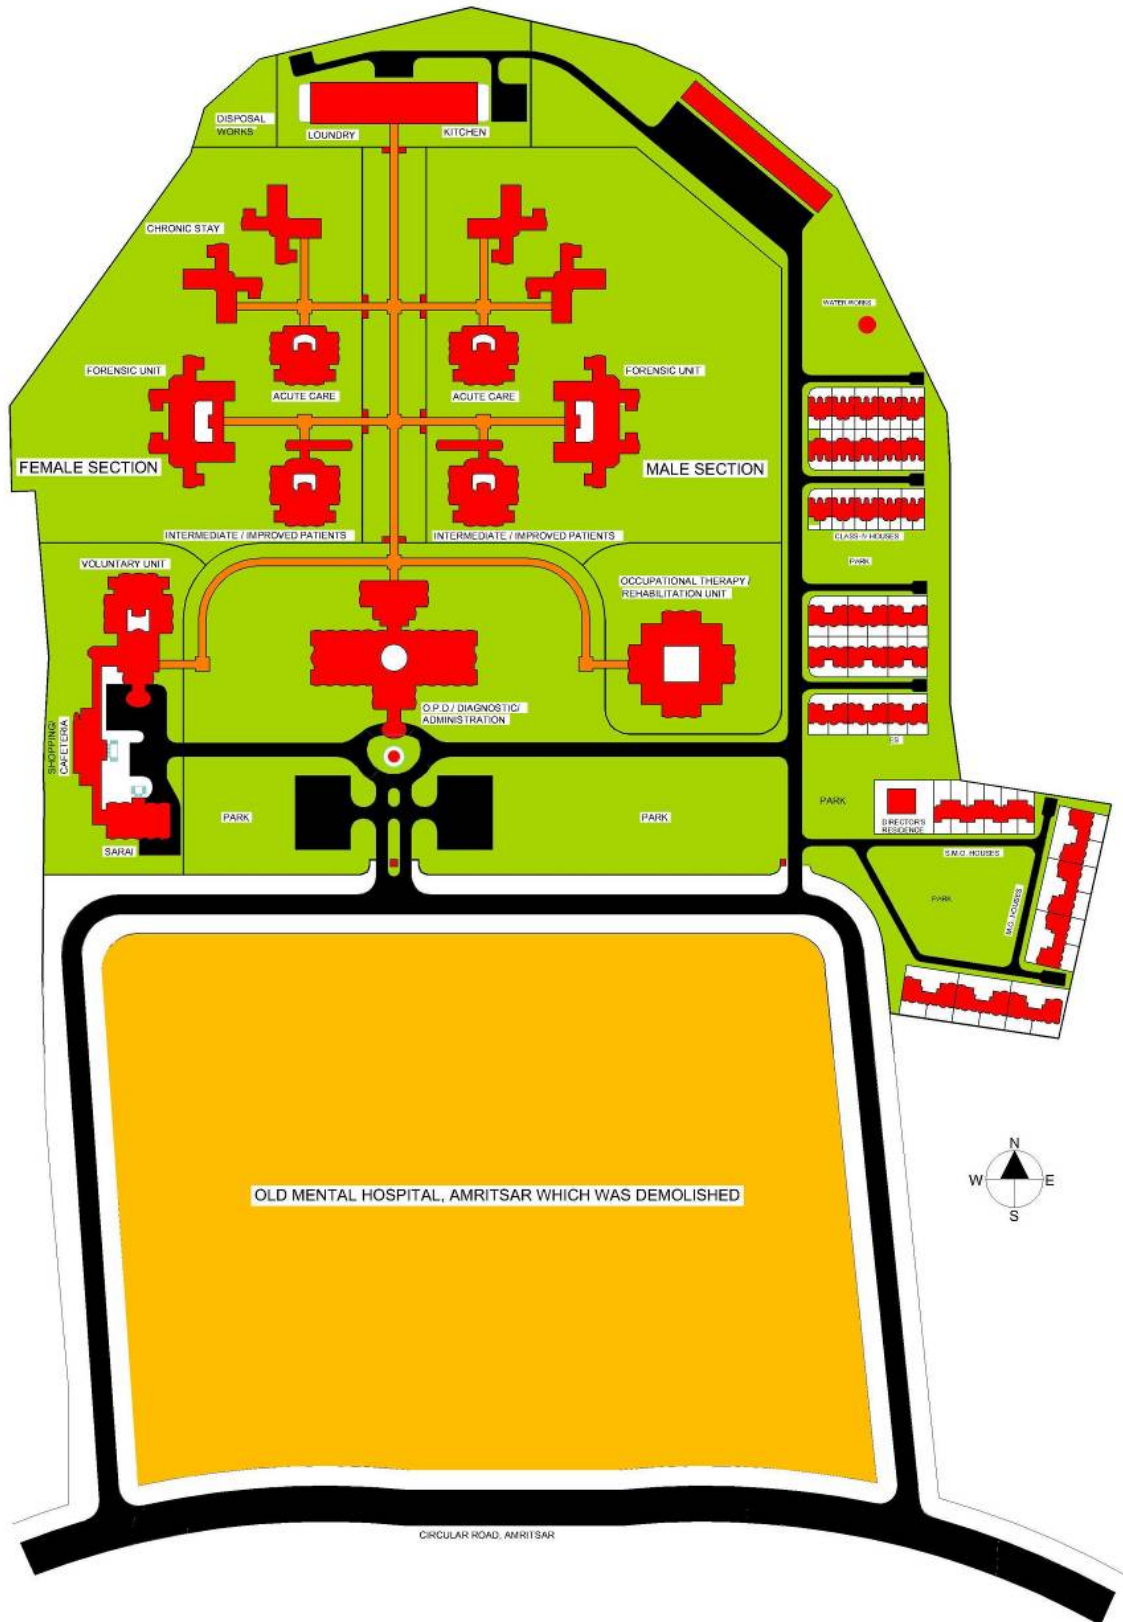 DISPOSAL
WORKS
LOUNDRY
KITCHEN
CHRONIC STAY
WATER WORKS
FORENSIC UNIT
ACUTE CARE
ACUTE CARE
FORENSIC UNIT
FEMALE SECTION
MALE SECTION
INTERMEDIATE / IMPROVED PATIENTS
INTERMEDIATE / IMPROVED PATIENTS
CLASS-IV HOUSES
PARK
VOLUNTARY UNIT
OCCUPATIONAL THERAPY /
REHABILITATION UNIT
O.P.D./ DIAGNOSTIC/
ADMINISTRATION
SHOPPING/
CAFETERIA
PARK
PARK
PARK
DIRECTOR'S
RESIDENCE
SARAI
S.M.O. HOUSES
PARK
M.O. HOUSES
N
W E
S
OLD MENTAL HOSPITAL, AMRITSAR WHICH WAS DEMOLISHED
CIRCULAR ROAD, AMRITSAR